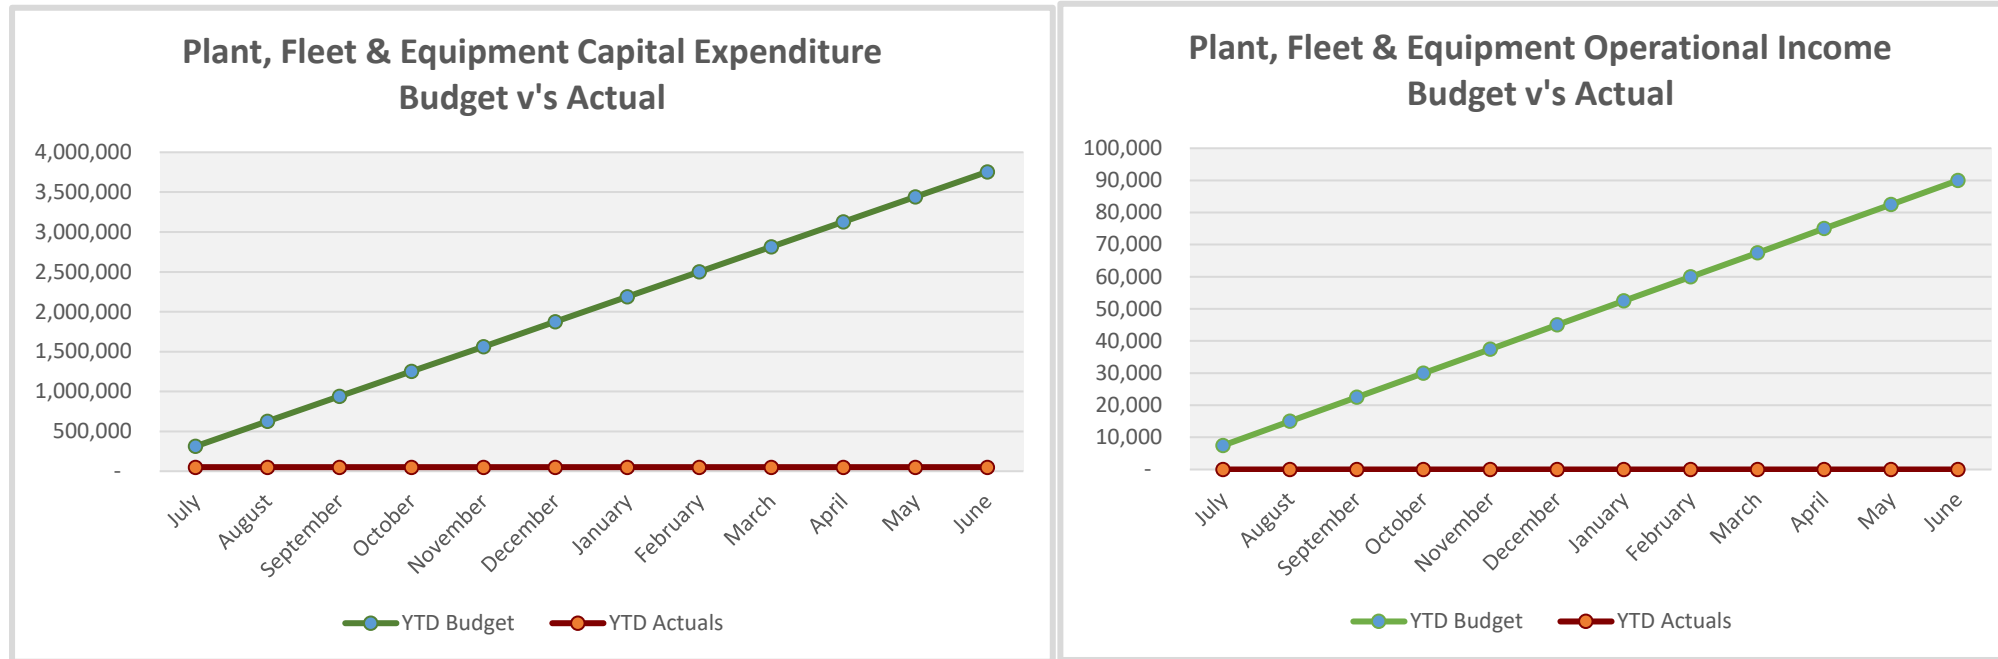 Plant, Fleet & Equipment Capital Expenditure
Budget v's Actual
4,000,000
3,500,000
3,000,000
2,500,000
2,000,000
1,500,000
1,000,000
500,000
-
July
August
September
October
November
December
January
February
March
April
May
June
YTD Budget
YTD Actuals
Plant, Fleet & Equipment Operational Income
Budget v's Actual
100,000
90,000
80,000
70,000
60,000
50,000
40,000
30,000
20,000
10,000
-
July
August
September
October
November
December
January
February
March
April
May
June
YTD Budget
YTD Actuals